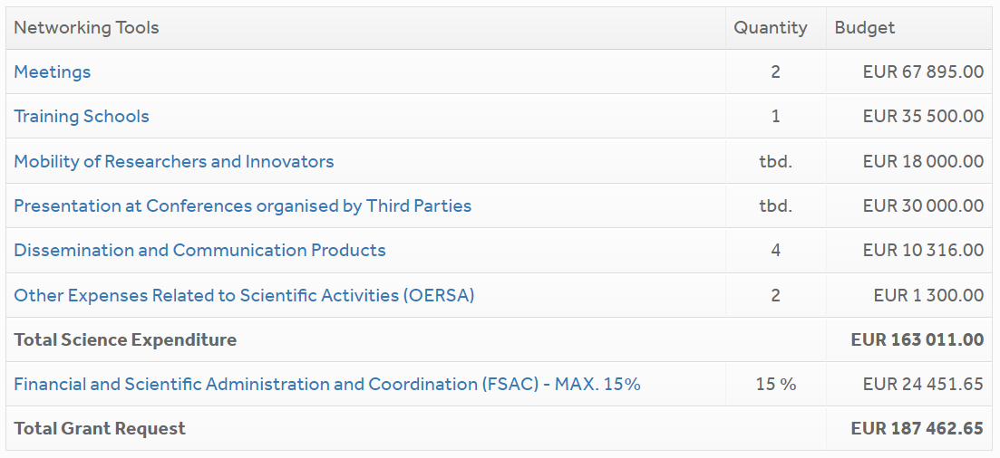 Networking Tools Quantity Budget
Meetings 2 EUR 67 895.00
Training Schools 1 EUR 35 500.00
Mobility of Researchers and Innovators tbd. EUR 18 000.00
Presentation at Conferences organised by Third Parties tbd. EUR 30 000.00
Dissemination and Communication Products 4 EUR 10 316.00
Other Expenses Related to Scientific Activities (OERSA) 2 EUR 1 300.00
Total Science Expenditure EUR 163 011.00
Financial and Scientific Administration and Coordination (FSAC) - MAX. 15% 15 % EUR 24 451.65
Total Grant Request EUR 187 462.65